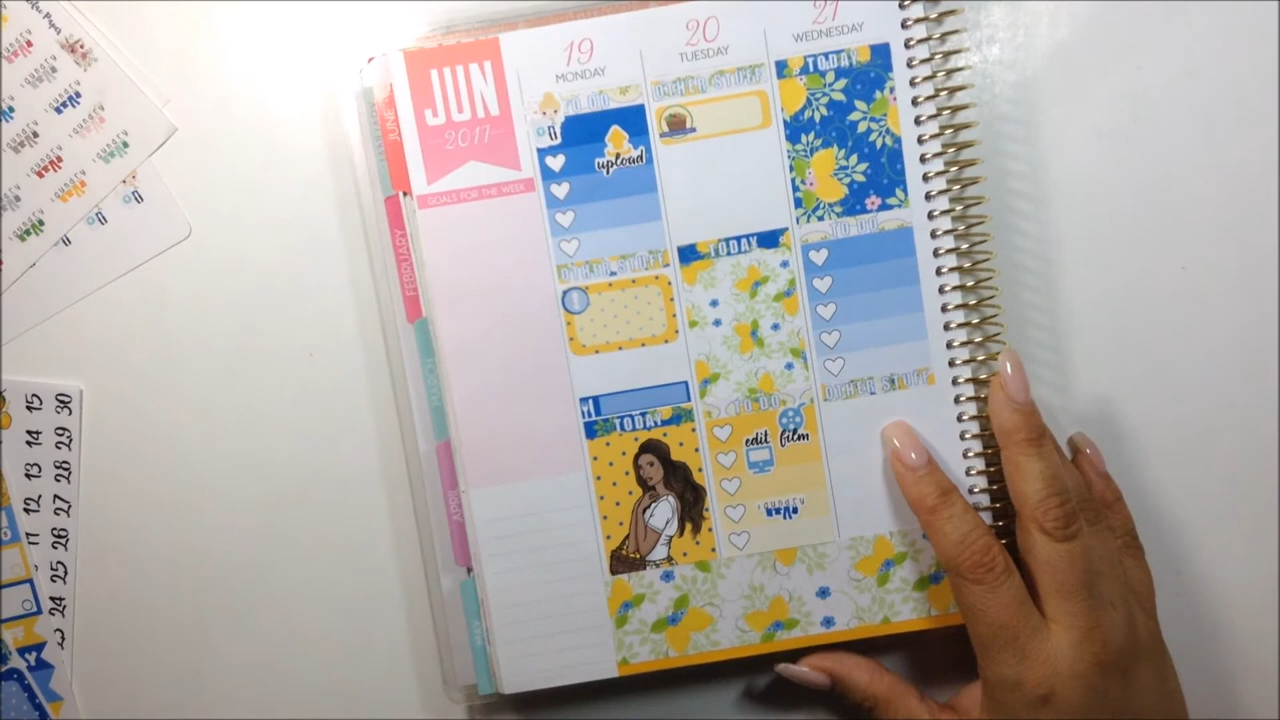 JUN
2017
GOALS FOR THE WEEK
19
MONDAY
TO DO
upload
OTHER STUFF
TODAY
20
TUESDAY
OTHER STUFF
TODAY
TO DO
edit film
laundry
21
WEDNESDAY
TODAY
TO DO
OTHER STUFF
JUNE
FEBRUARY
MARCH
APRIL
MAY
15
30
14
29
13
28
12
27
11
26
25
24
laundry